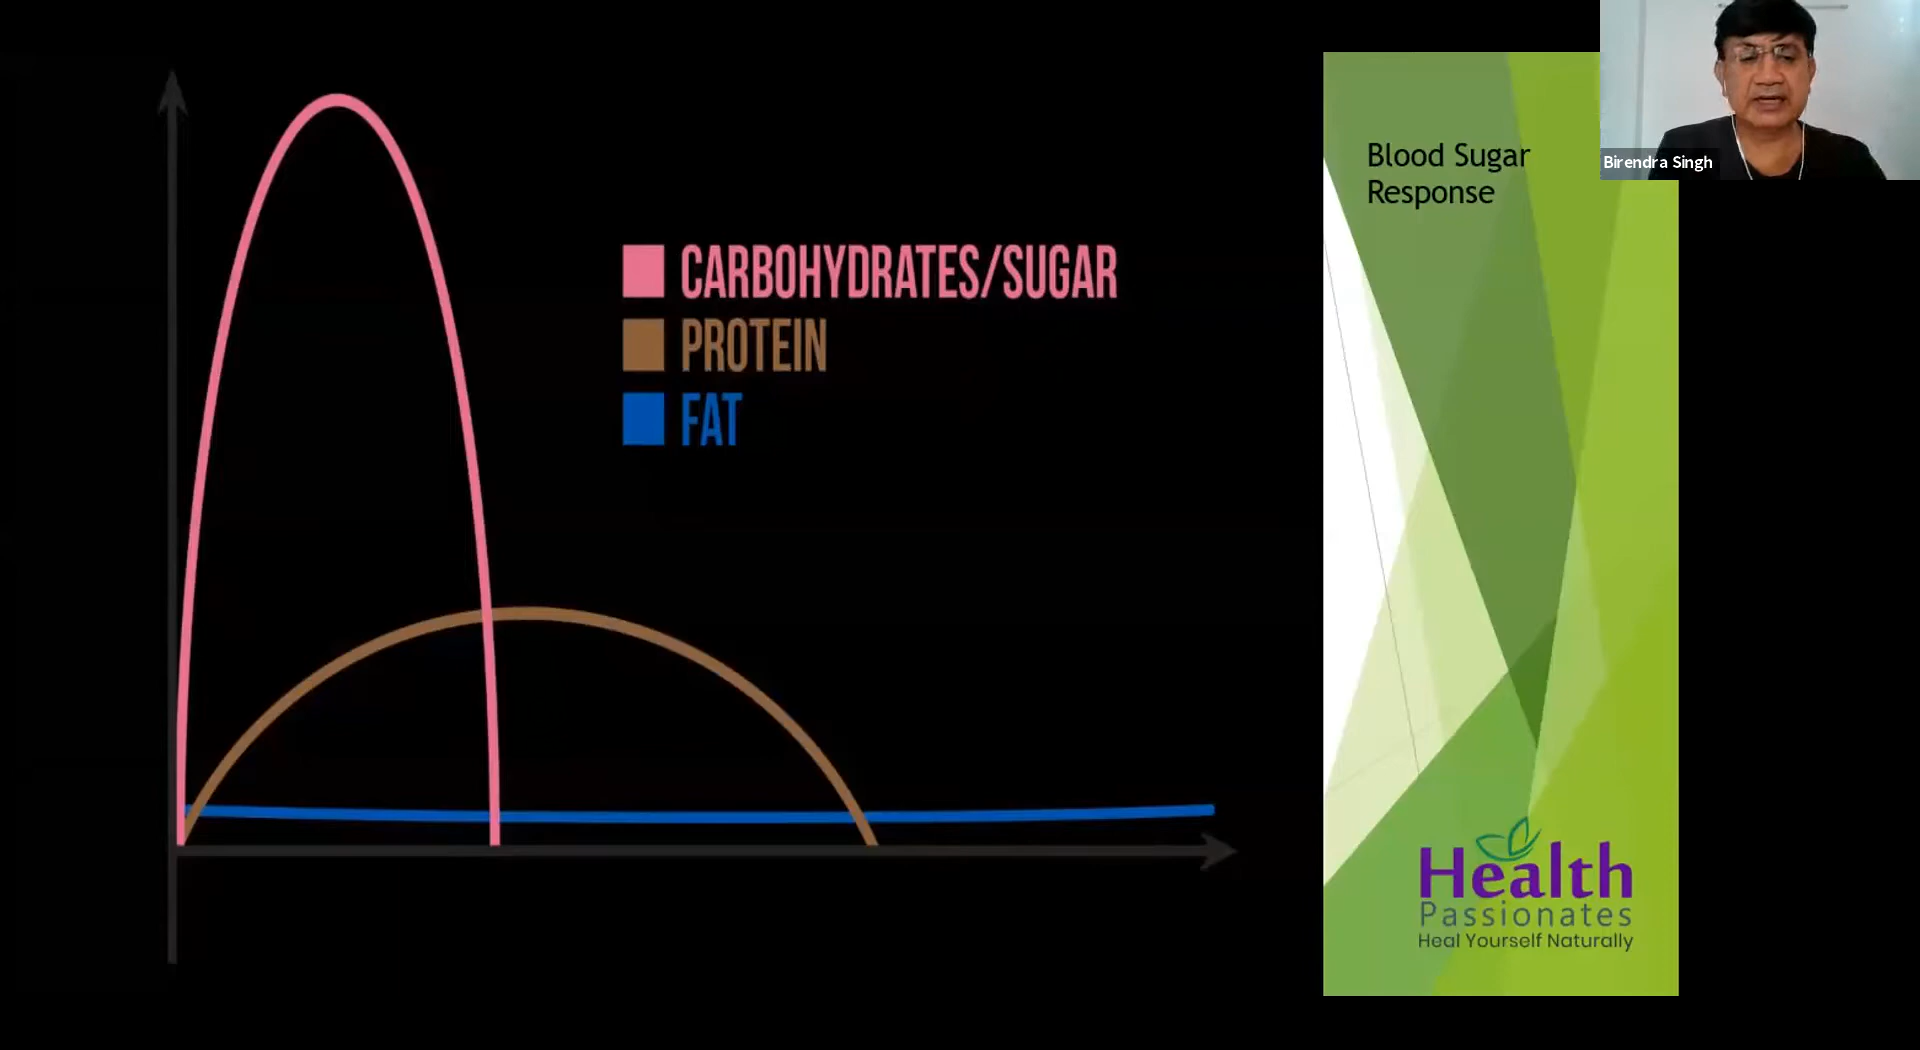 CARBOHYDRATES/SUGAR
PROTEIN
FAT
Blood Sugar
Response
Birendra Singh
Health
Passionates
Heal Yourself Naturally